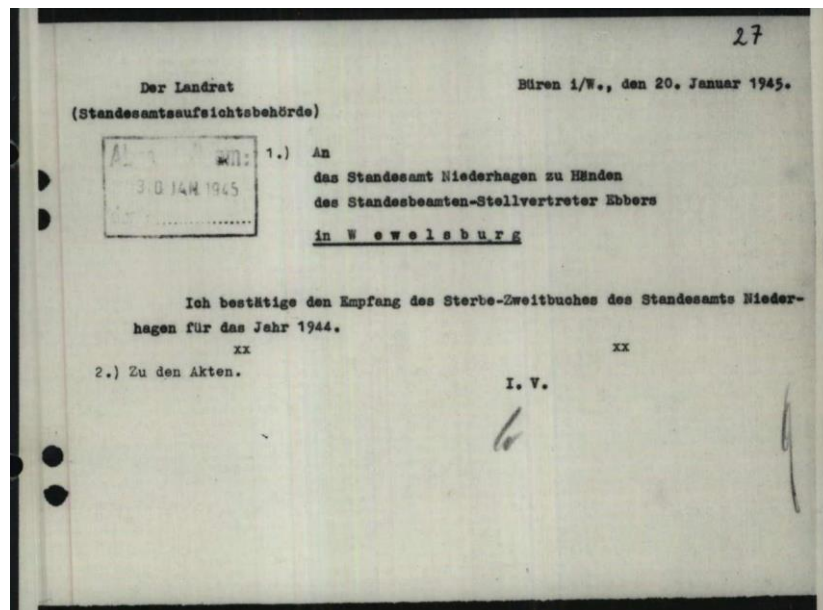 27
Der Landrat
Büren i/W., den 20. Januar 1945.
(Standesamtsaufsichtsbehörde)
1.) An
das Standesamt Niederhagen zu Händen
des Standesbeamten-Stellvertreter Ebbers
in W e w e l s b u r g
30 JAN 1945
Ich bestätige den Empfang des Sterbe-Zweitbuches des Standesamts Nieder-
hagen für das Jahr 1944.
xx xx
2.) Zu den Akten.
I. V.